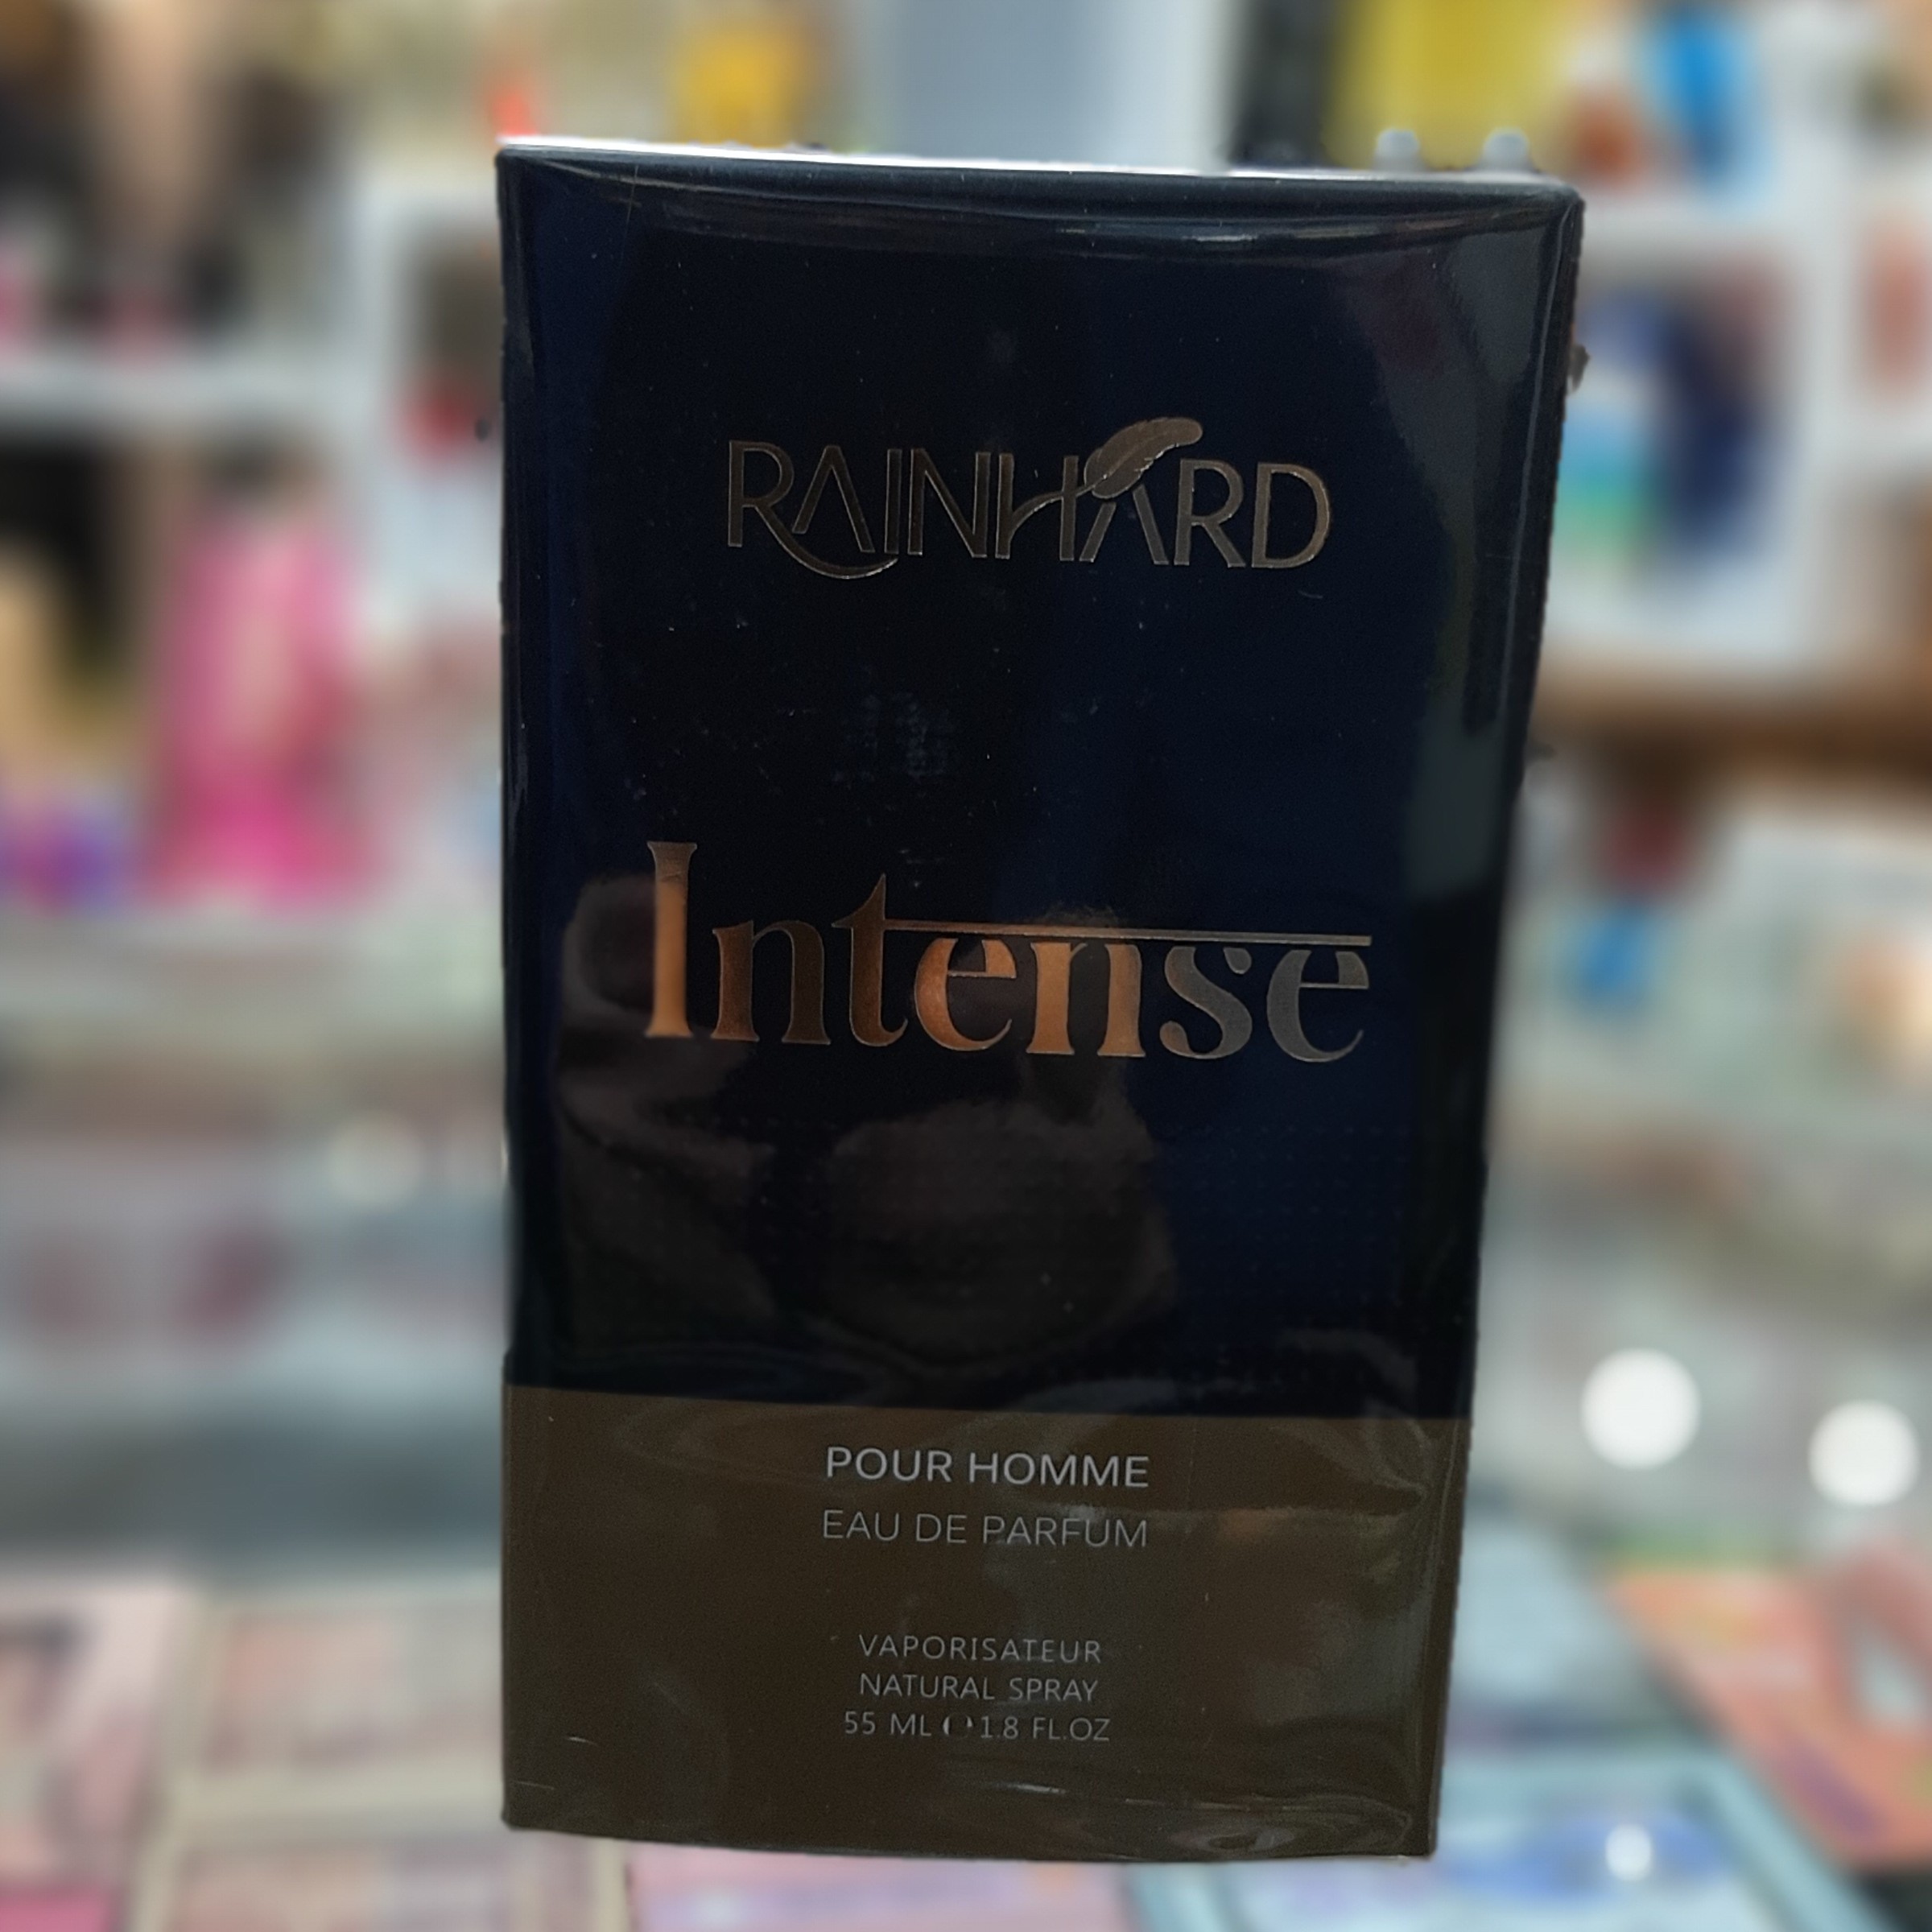 RAINHARD
Intense
POUR HOMME
EAU DE PARFUM
VAPORISATEUR
NATURAL SPRAY
55 ML ℮ 1.8 FL.OZ